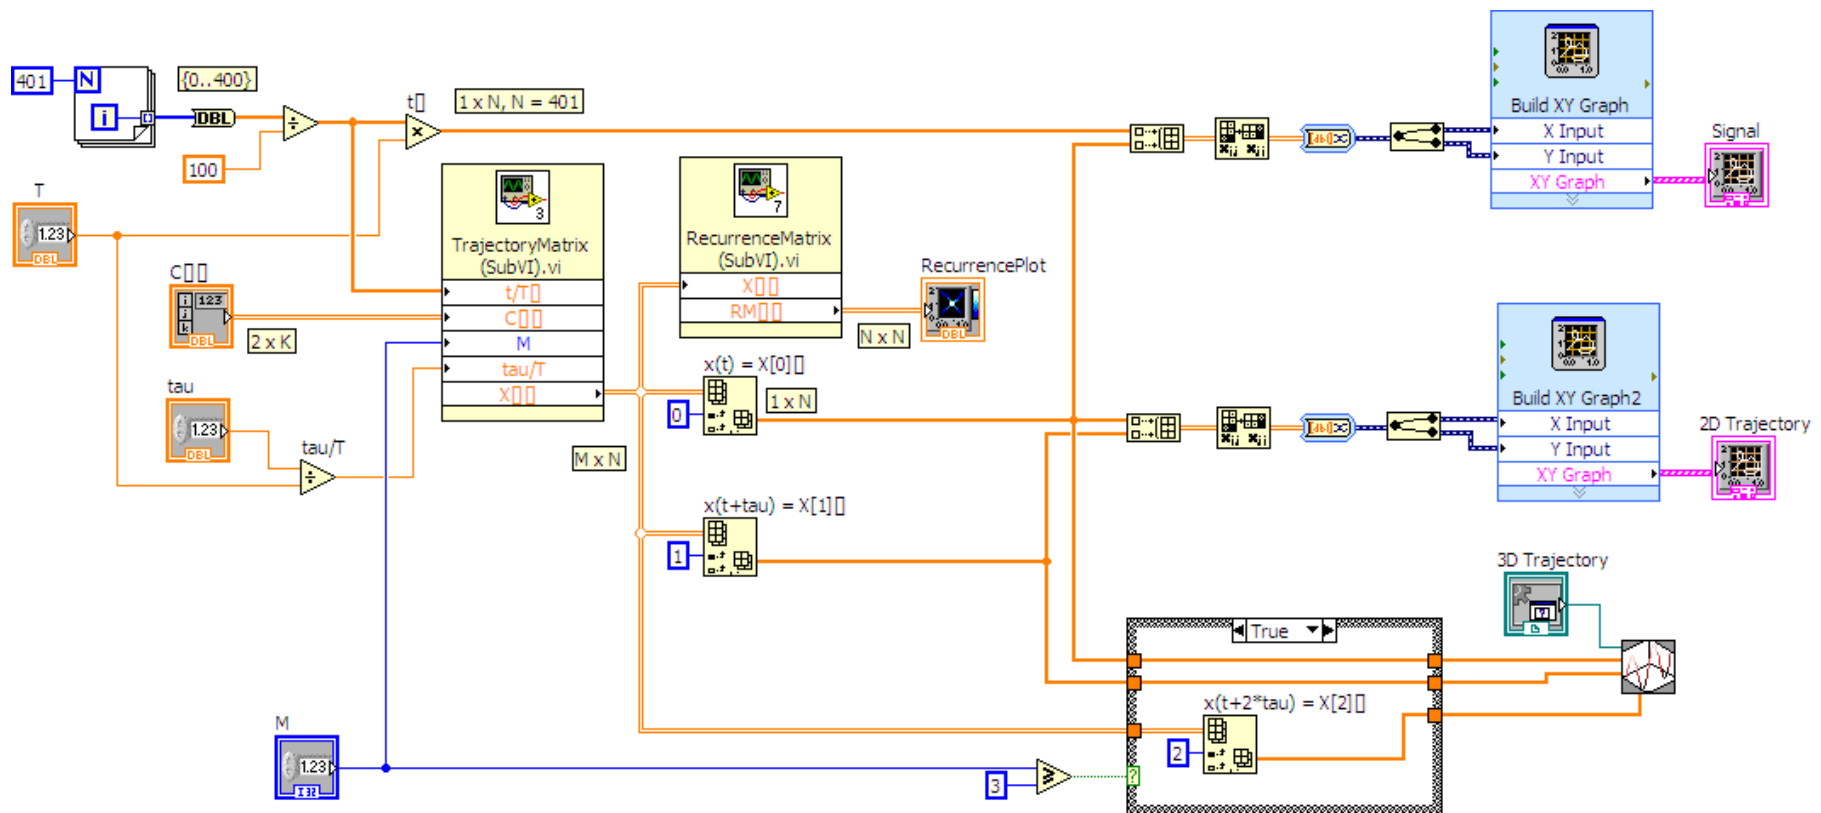 401
N
i
{0..400}
DBL
÷
100
t[]
x
1 x N, N = 401
T
1.23
DBL
C[][]
i
j
k
123
DBL
2 x K
tau
1.23
DBL
tau/T
÷
3
TrajectoryMatrix
(SubVI).vi
t/T[]
C[][]
M
tau/T
X[][]
M x N
7
RecurrenceMatrix
(SubVI).vi
X[][]
RM[][]
N x N
RecurrencePlot
DBL
x(t) = X[0][]
0
1 x N
x(t+tau) = X[1][]
1
Build XY Graph
X Input
Y Input
XY Graph
Signal
Build XY Graph2
X Input
Y Input
XY Graph
2D Trajectory
3D Trajectory
?
True
x(t+2*tau) = X[2][]
2
?
M
1.23
I32
3
≥